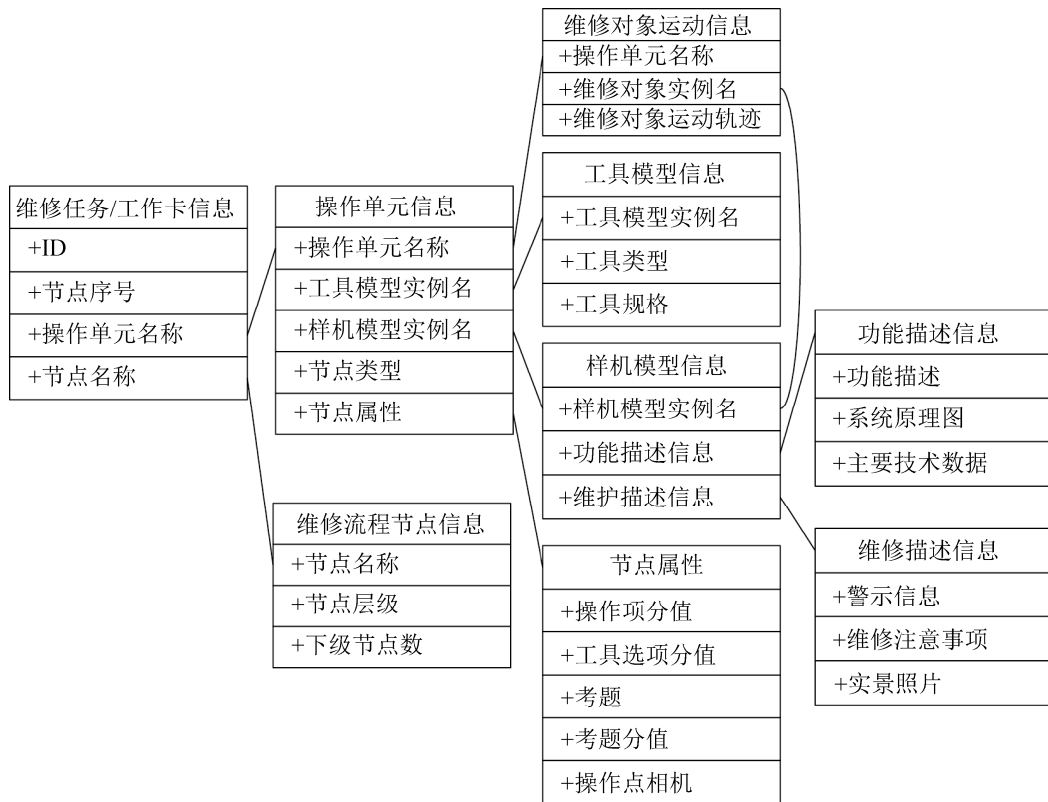 维修任务/工作卡信息
+ID
+节点序号
+操作单元名称
+节点名称
操作单元信息
+操作单元名称
+工具模型实例名
+样机模型实例名
+节点类型
+节点属性
维修流程节点信息
+节点名称
+节点层级
+下级节点数
维修对象运动信息
+操作单元名称
+维修对象实例名
+维修对象运动轨迹
工具模型信息
+工具模型实例名
+工具类型
+工具规格
样机模型信息
+样机模型实例名
+功能描述信息
+维护描述信息
节点属性
+操作项分值
+工具选项分值
+考题
+考题分值
+操作点相机
功能描述信息
+功能描述
+系统原理图
+主要技术数据
维修描述信息
+警示信息
+维修注意事项
+实景照片